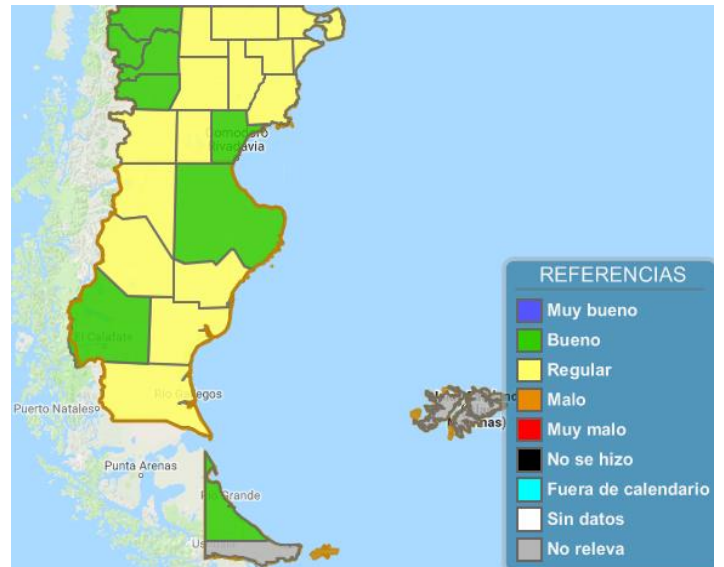 Comodoro
Rivadavia
El Calafate
Río Gallegos
Puerto Natales
Punta Arenas
Río Grande
REFERENCIAS
Muy bueno
Bueno
Regular
Malo
Muy malo
No se hizo
Fuera de calendario
Sin datos
No releva